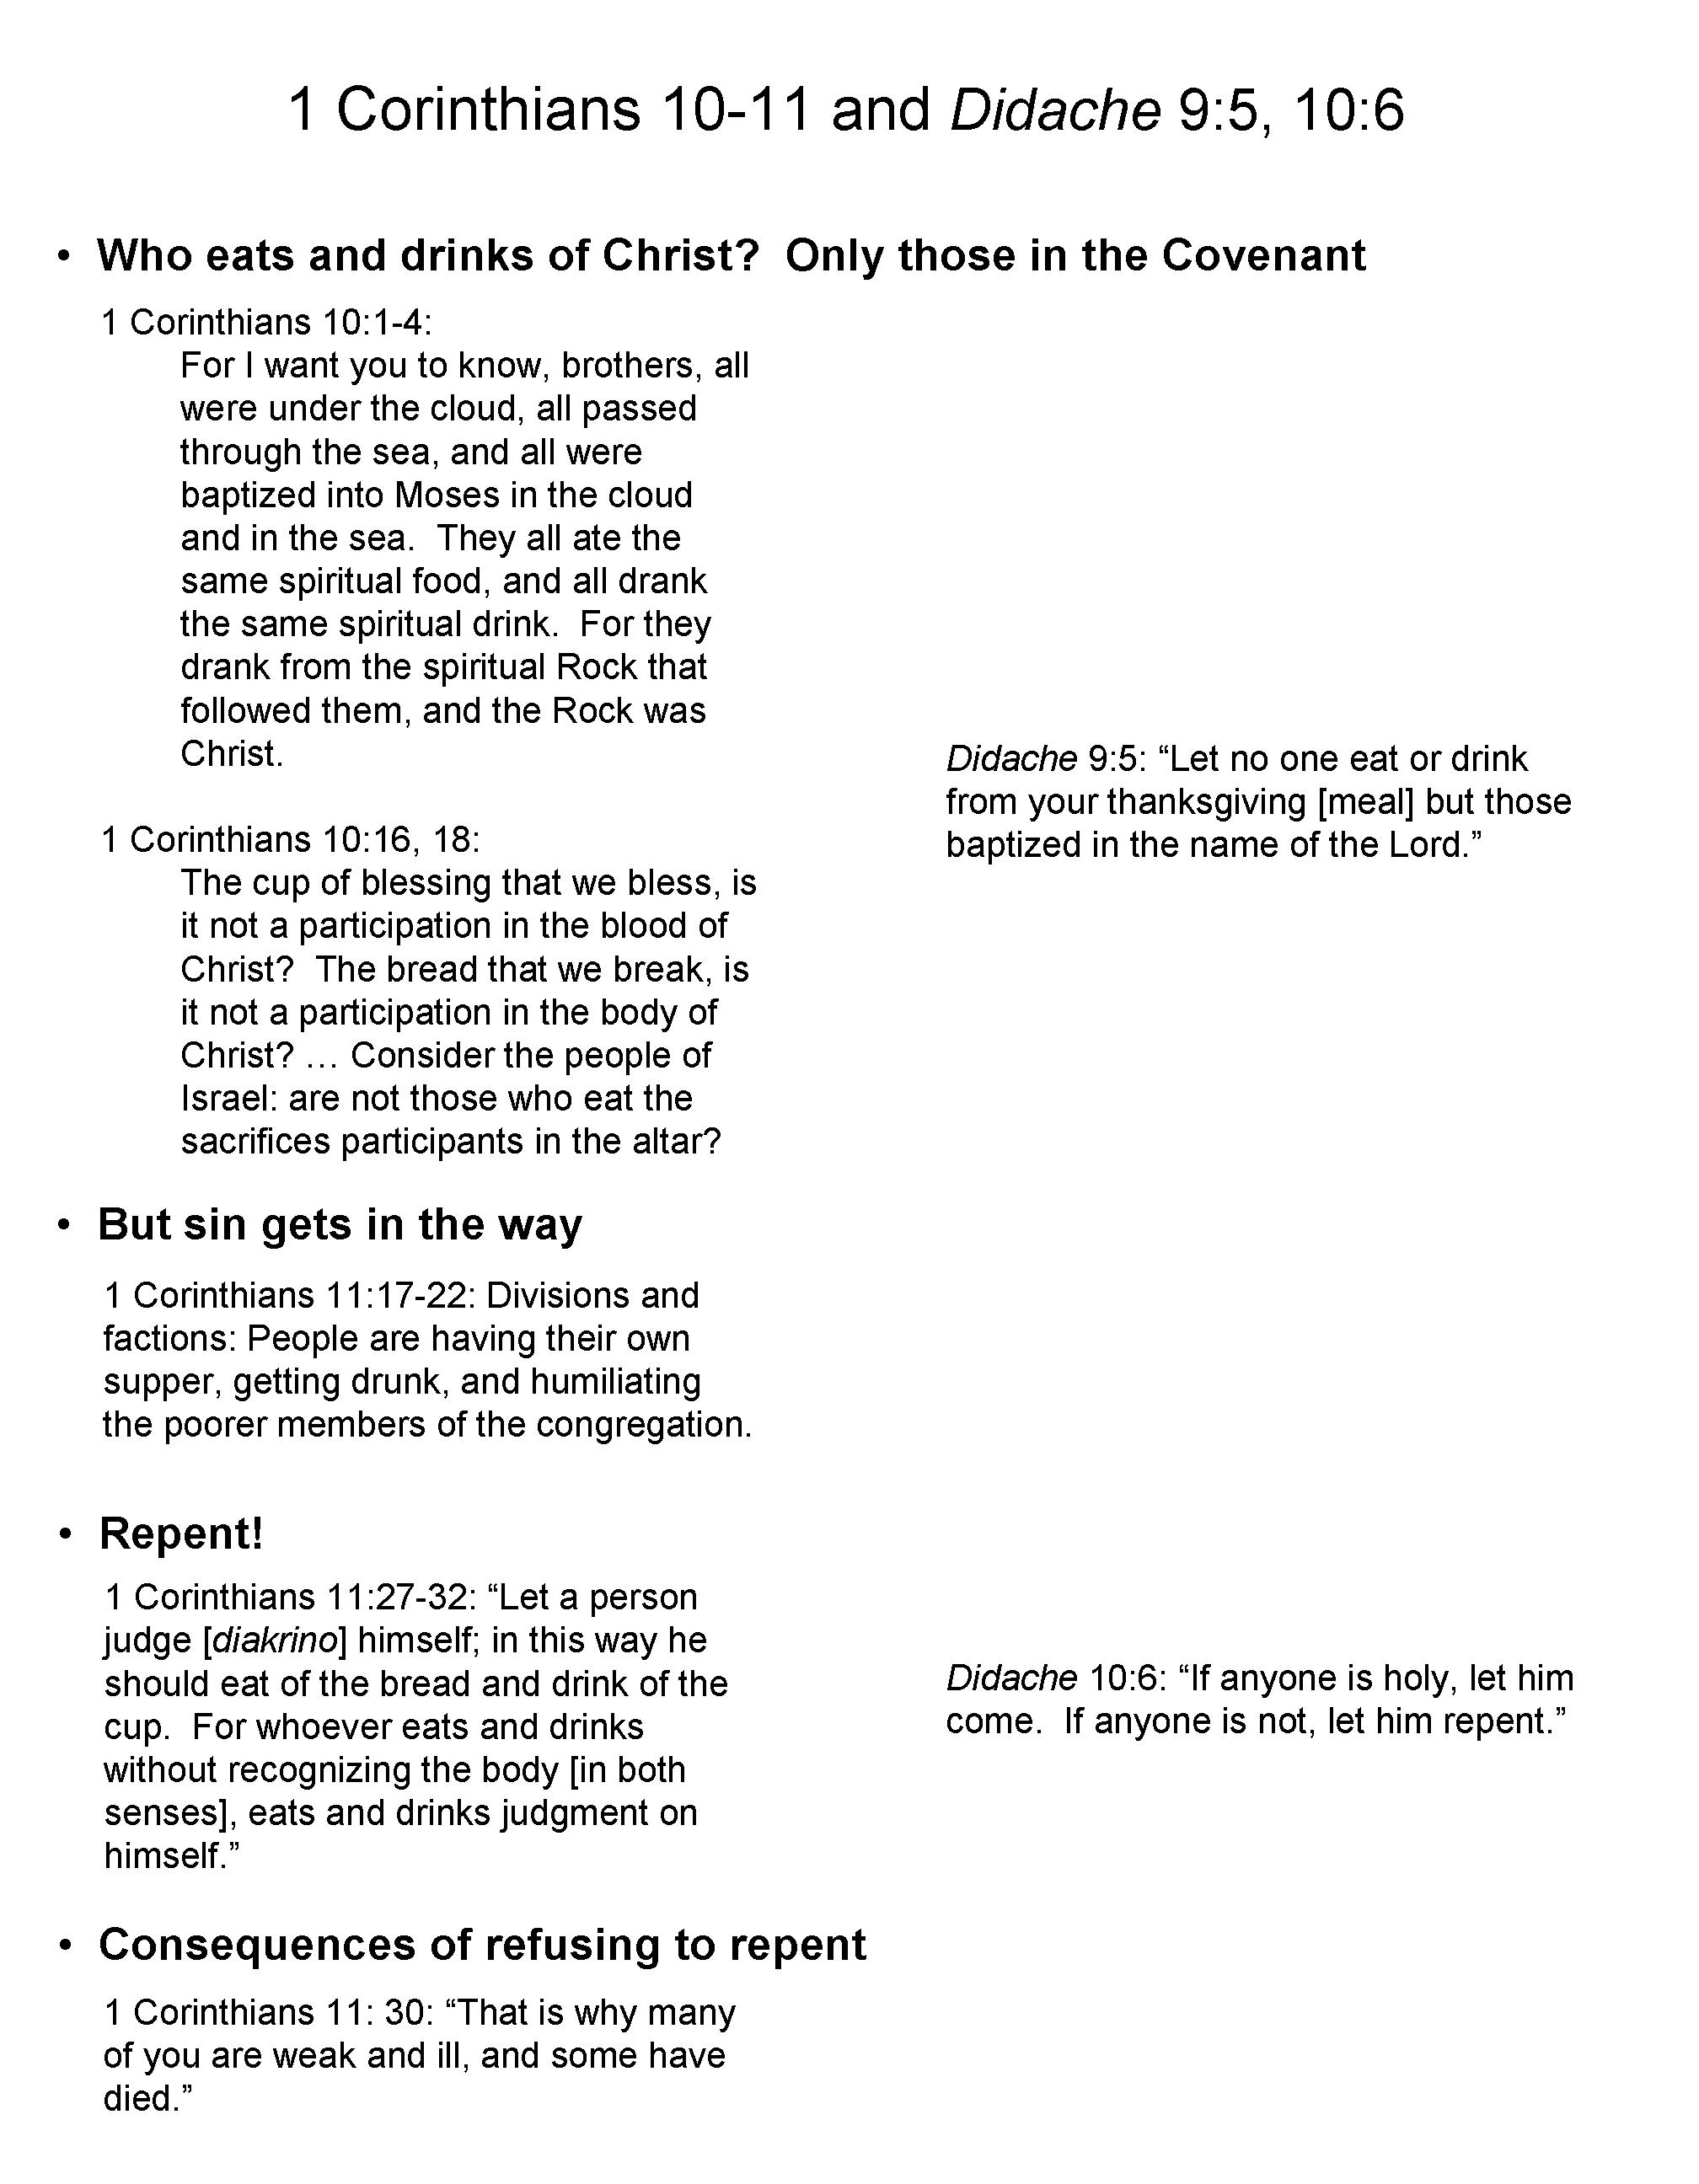 1 Corinthians 10-11 and Didache 9:5, 10:6
• Who eats and drinks of Christ?  Only those in the Covenant
1 Corinthians 10:1-4:
For I want you to know, brothers, all
were under the cloud, all passed
through the sea, and all were
baptized into Moses in the cloud
and in the sea.  They all ate the
same spiritual food, and all drank
the same spiritual drink.  For they
drank from the spiritual Rock that
followed them, and the Rock was
Christ.
Didache 9:5: “Let no one eat or drink
from your thanksgiving [meal] but those
baptized in the name of the Lord.”
1 Corinthians 10:16, 18:
The cup of blessing that we bless, is
it not a participation in the blood of
Christ?  The bread that we break, is
it not a participation in the body of
Christ? … Consider the people of
Israel: are not those who eat the
sacrifices participants in the altar?
• But sin gets in the way
1 Corinthians 11:17-22: Divisions and
factions: People are having their own
supper, getting drunk, and humiliating
the poorer members of the congregation.
• Repent!
1 Corinthians 11:27-32: “Let a person
judge [diakrino] himself; in this way he
should eat of the bread and drink of the
cup.  For whoever eats and drinks
without recognizing the body [in both
senses], eats and drinks judgment on
himself.”
Didache 10:6: “If anyone is holy, let him
come.  If anyone is not, let him repent.”
• Consequences of refusing to repent
1 Corinthians 11: 30: “That is why many
of you are weak and ill, and some have
died.”